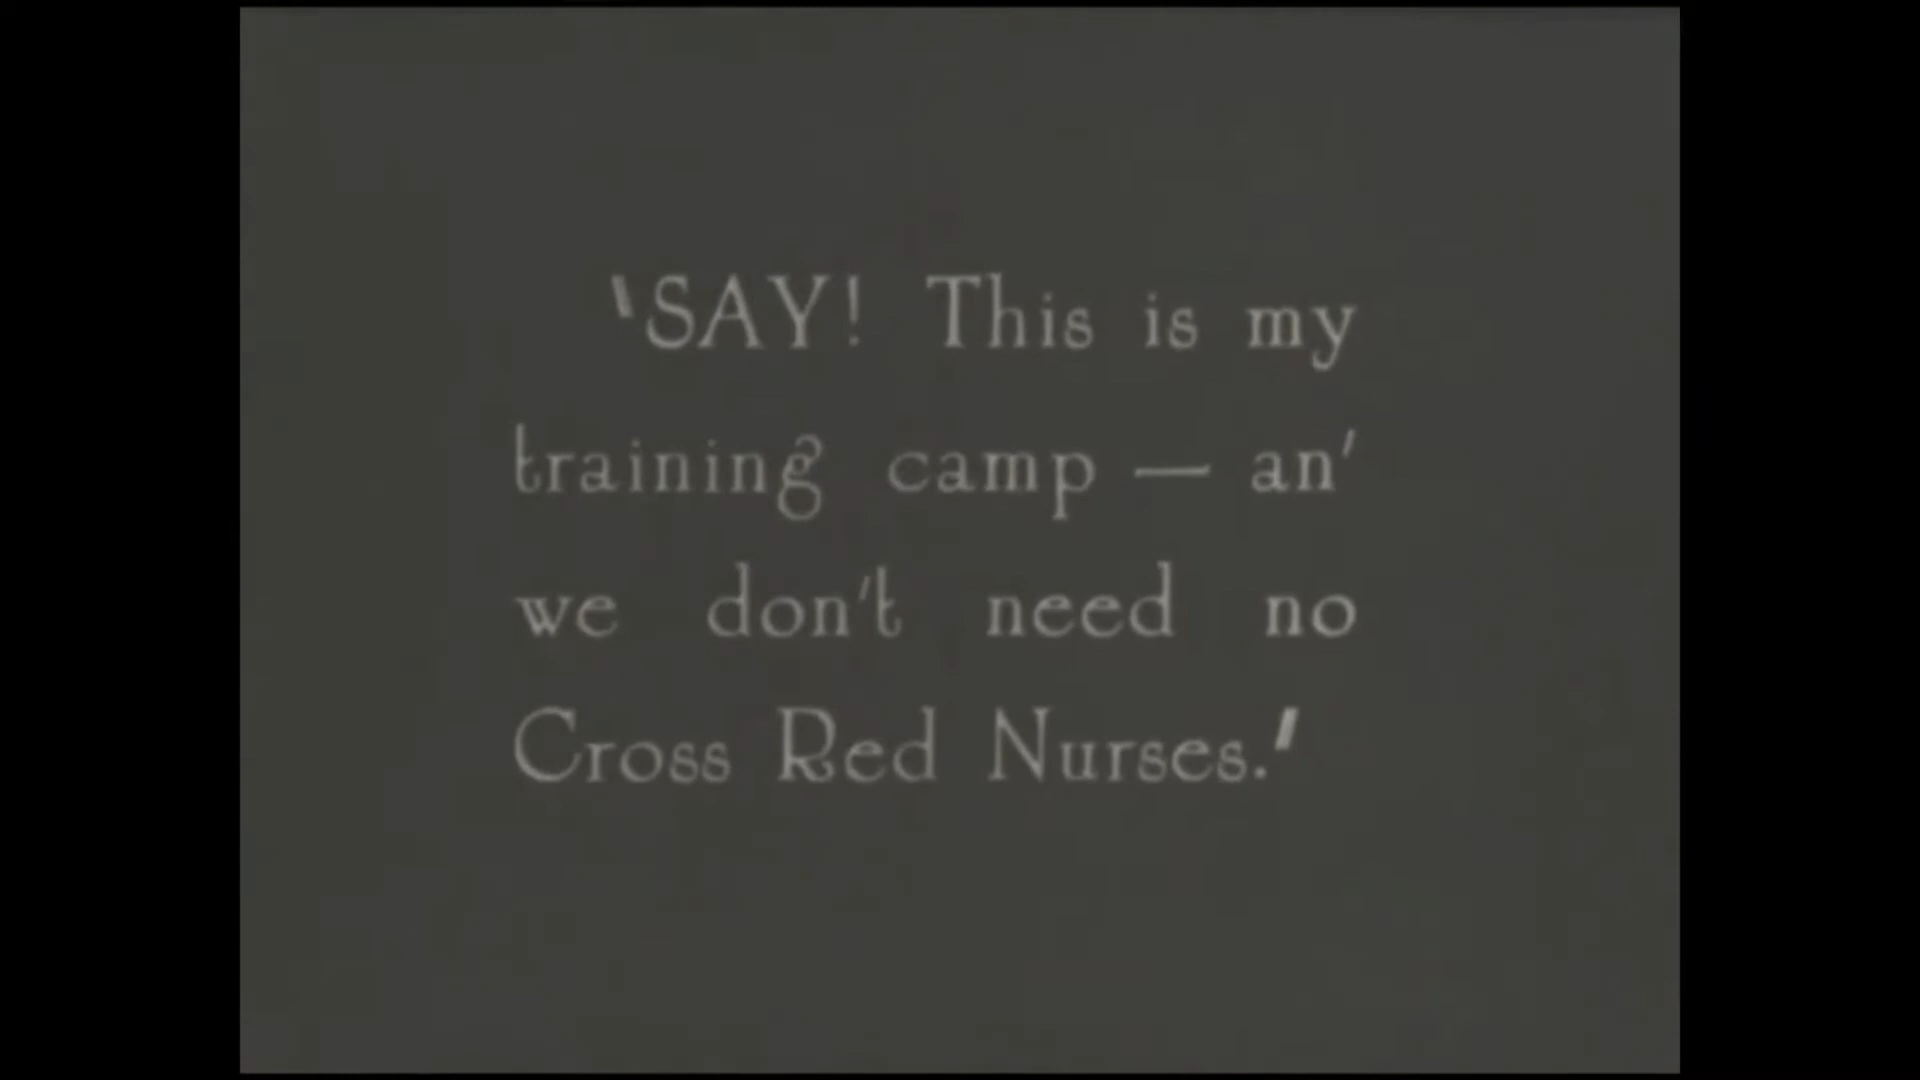 'SAY! This is my
training camp — an'
we don't need no
Cross Red Nurses.'